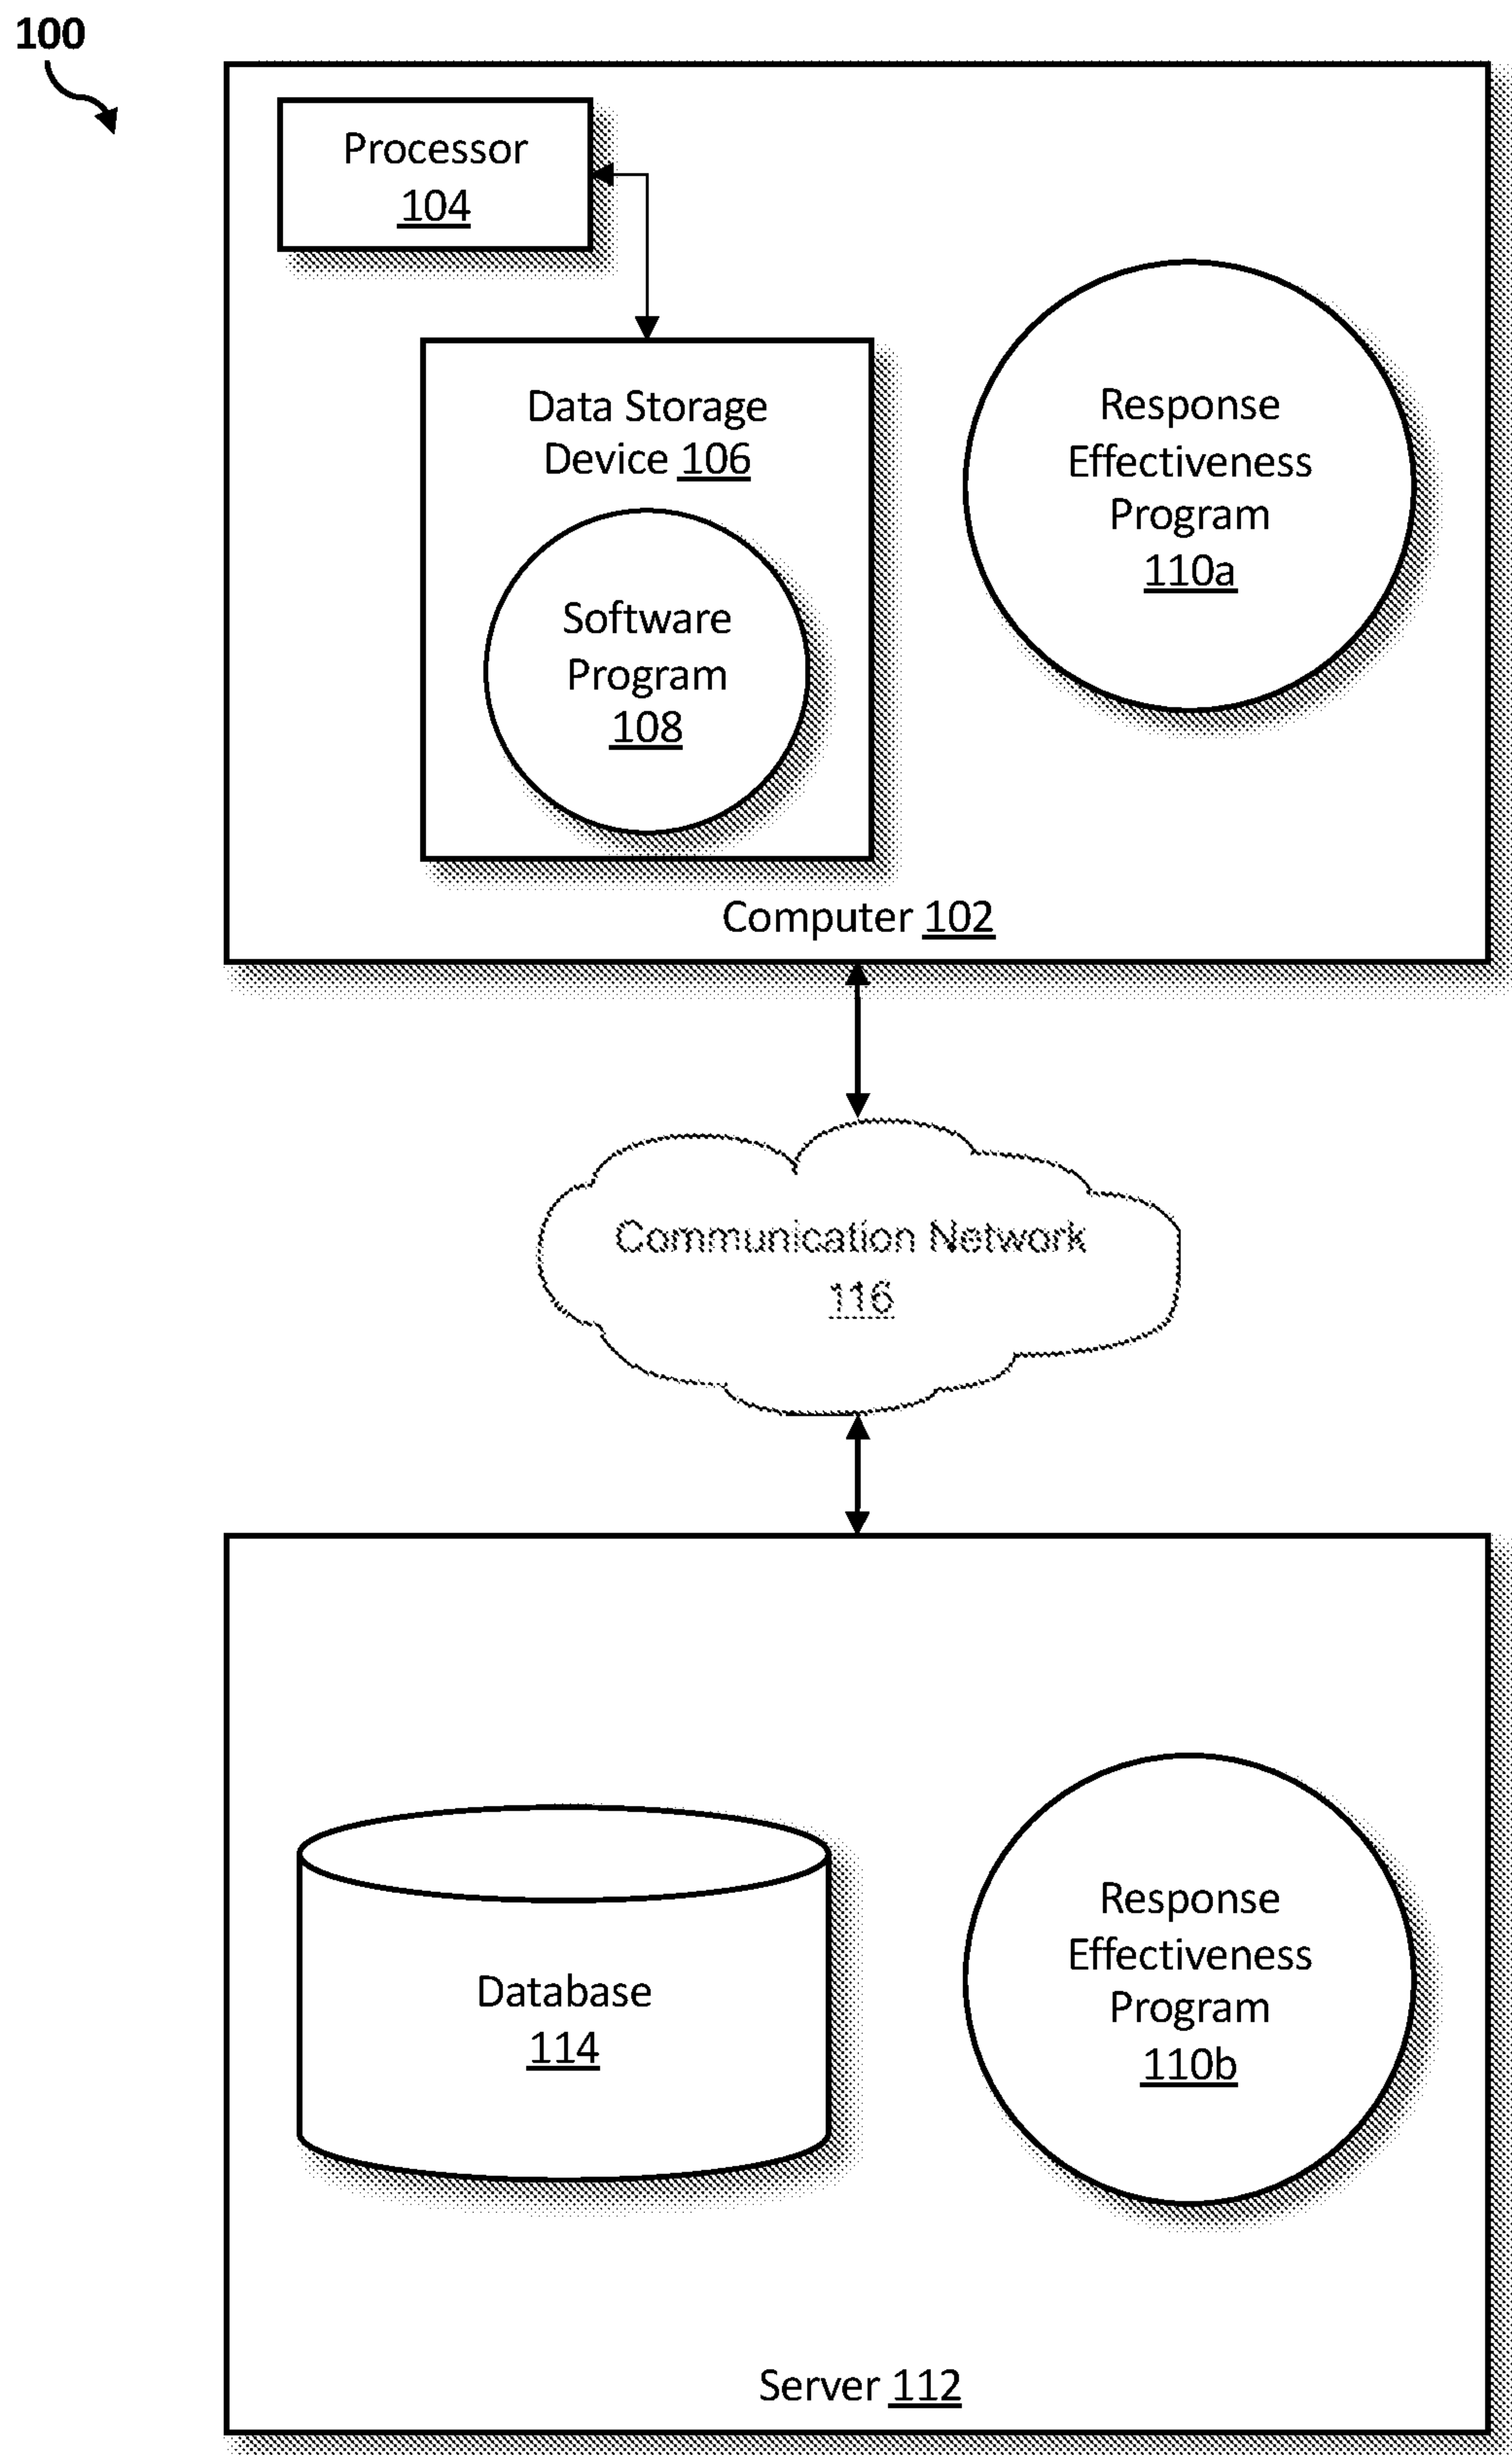 100
Processor
104
Data Storage
Device 106
Software
Program
108
Response
Effectiveness
Program
110a
Computer 102
Communication Network
116
Database
114
Response
Effectiveness
Program
110b
Server 112